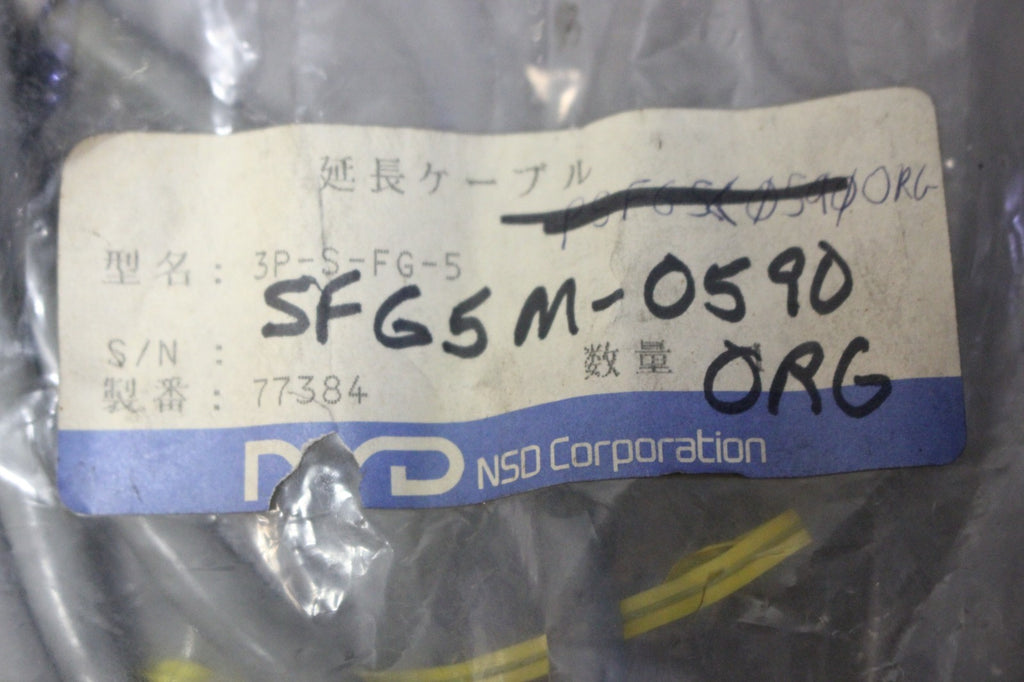 延長ケーブル
ORG
型名: 3P-S-FG-5
SFG5M-0590
S/N :
数量
ORG
製番: 77384
NSD Corporation